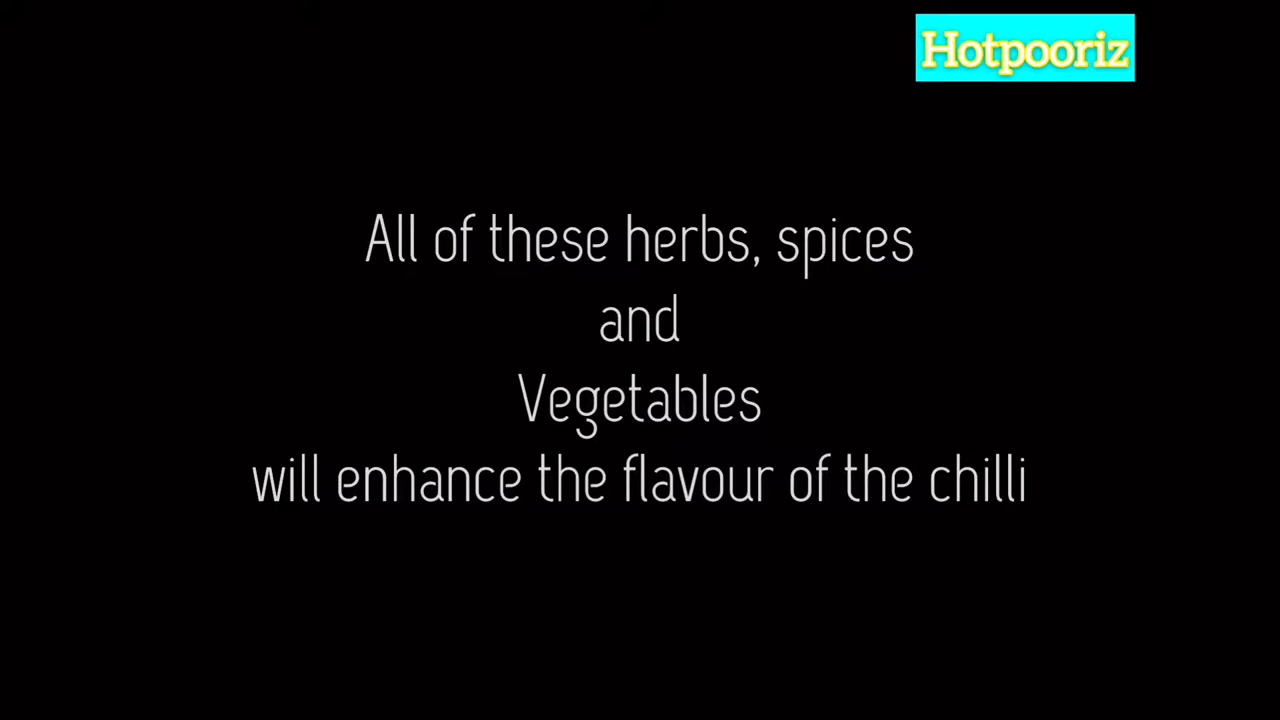 Hotpooriz
All of these herbs, spices
and
Vegetables
will enhance the flavour of the chilli